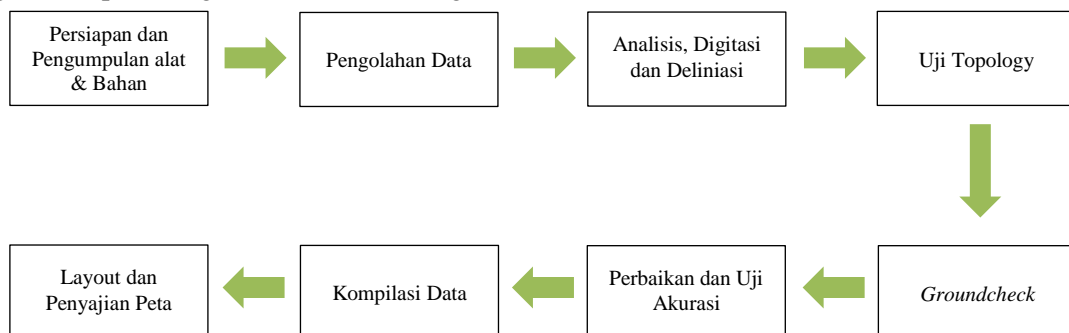 Persiapan dan
Pengumpulan alat
& Bahan
Pengolahan Data
Analisis, Digitasi
dan Deliniasi
Uji Topology
Groundcheck
Perbaikan dan Uji
Akurasi
Kompilasi Data
Layout dan
Penyajian Peta